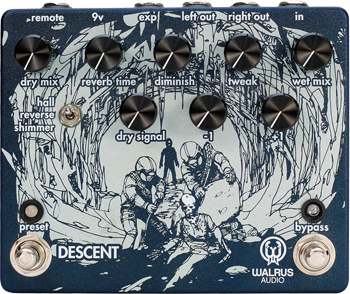 remote 9v exp left out right out in
dry mix reverb time diminish tweak wet mix
hall
reverse
shimmer
dry signal -1 +1
preset bypass
DESCENT WALRUS
AUDIO